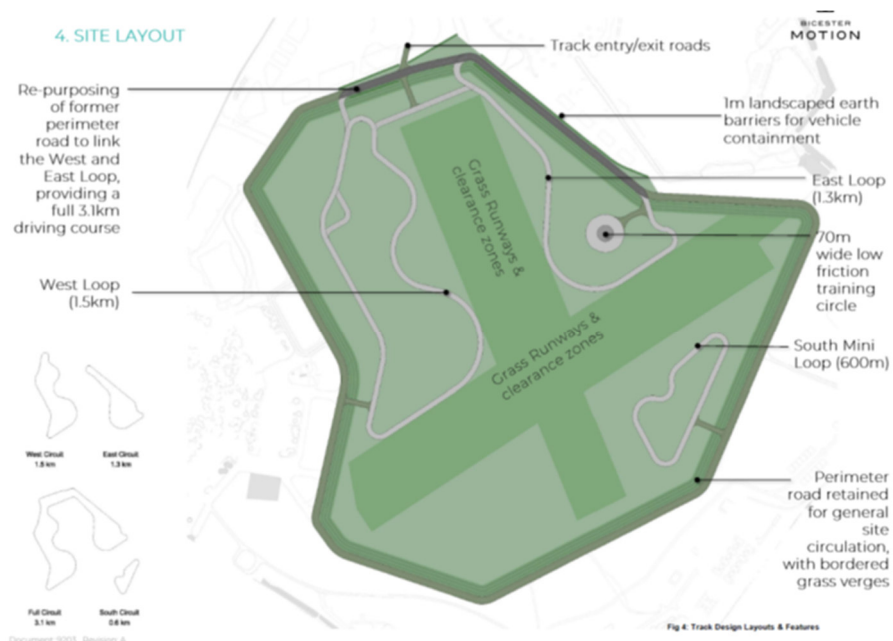 4. SITE LAYOUT
BICESTER
MOTION
Track entry/exit roads
Re-purposing
of former
perimeter
road to link
the West and
East Loop,
providing a
full 3.1km
driving course
1m landscaped earth
barriers for vehicle
containment
East Loop
(1.3km)
70m
wide low
friction
training
circle
West Loop
(1.5km)
Grass Runways &
clearance zones
Grass Runways &
clearance zones
South Mini
Loop (600m)
West Circuit
1.5 km
East Circuit
1.3 km
Perimeter
road retained
for general
site
circulation,
with bordered
grass verges
Full Circuit
3.1 km
South Circuit
0.6 km
Fig 4: Track Design Layouts & Features